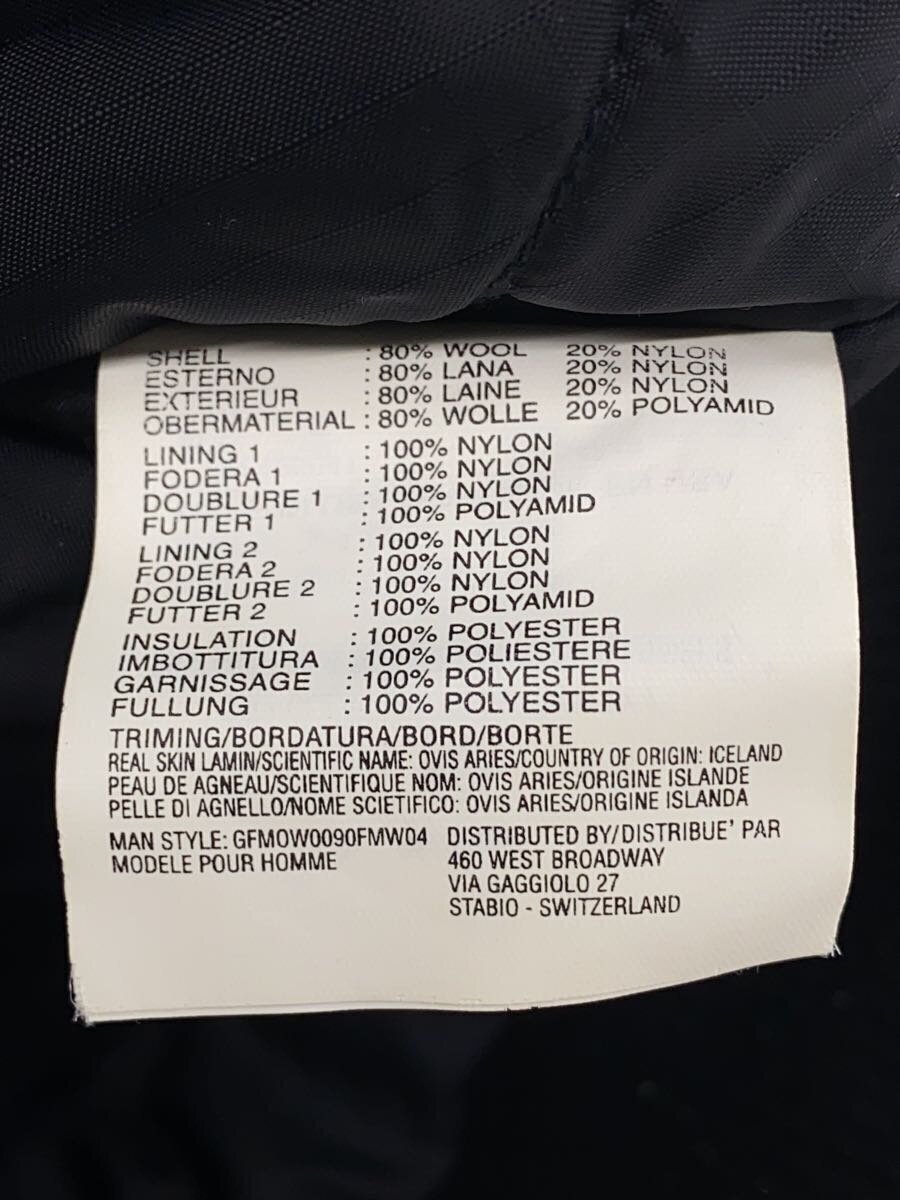 SHELL : 80% WOOL 20% NYLON
ESTERNO : 80% LANA 20% NYLON
EXTERIEUR : 80% LAINE 20% NYLON
OBERMATERIAL : 80% WOLLE 20% POLYAMID
LINING 1 : 100% NYLON
FODERA 1 : 100% NYLON
DOUBLURE 1 : 100% NYLON
FUTTER 1 : 100% POLYAMID
LINING 2 : 100% NYLON
FODERA 2 : 100% NYLON
DOUBLURE 2 : 100% NYLON
FUTTER 2 : 100% POLYAMID
INSULATION : 100% POLYESTER
IMBOTTITURA : 100% POLIESTERE
GARNISSAGE : 100% POLYESTER
FULLUNG : 100% POLYESTER
TRIMING/BORDATURA/BORD/BORTE
REAL SKIN LAMIN/SCIENTIFIC NAME: OVIS ARIES/COUNTRY OF ORIGIN: ICELAND
PEAU DE AGNEAU/SCIENTIFIQUE NOM: OVIS ARIES/ORIGINE ISLANDE
PELLE DI AGNELLO/NOME SCIETIFICO: OVIS ARIES/ORIGINE ISLANDA
MAN STYLE: GFMOW0090FMW04
MODELE POUR HOMME
DISTRIBUTED BY/DISTRIBUE' PAR
460 WEST BROADWAY
VIA GAGGIOLO 27
STABIO - SWITZERLAND